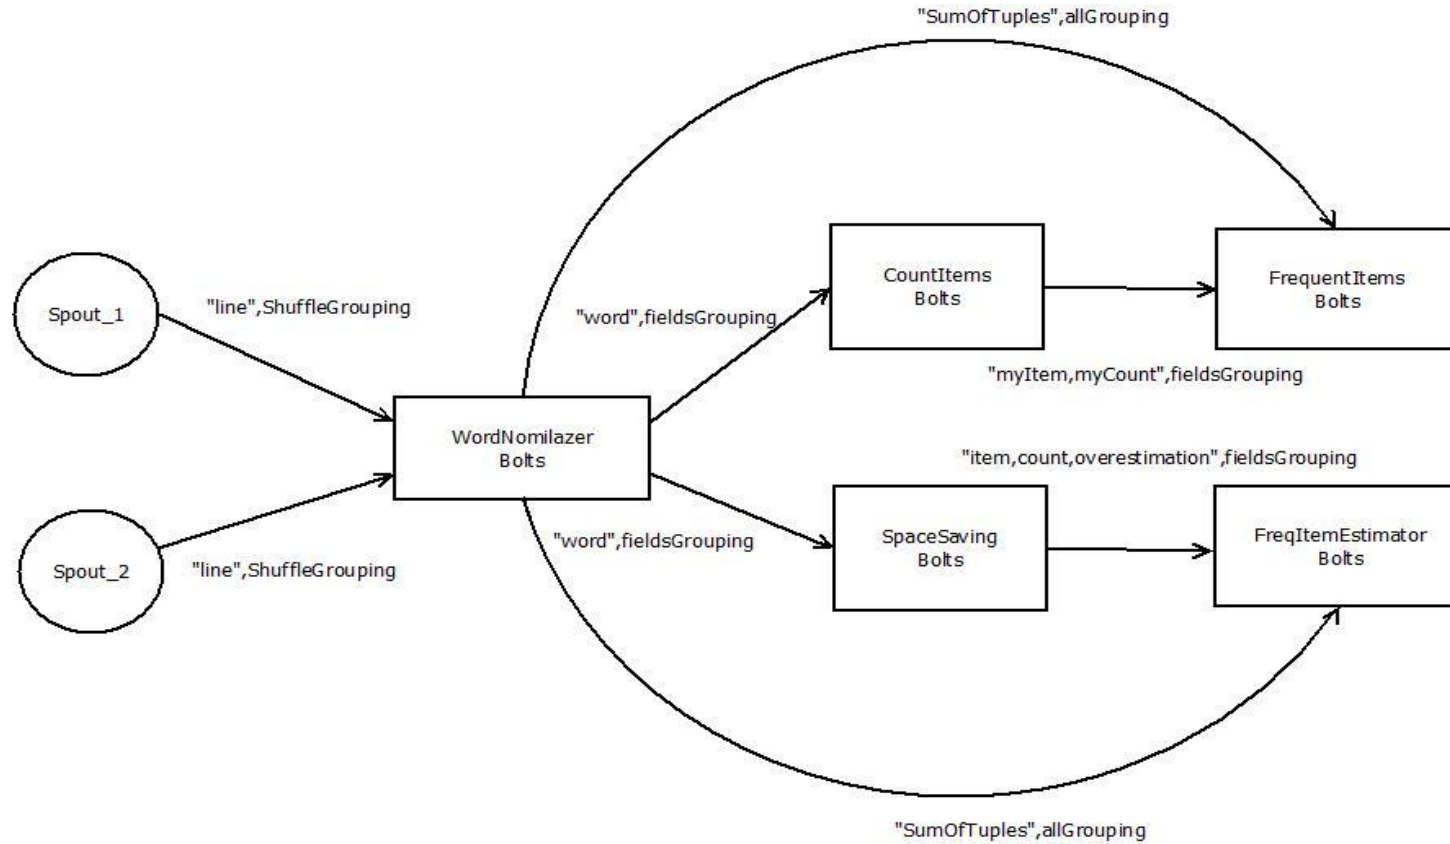 "SumOfTuples",allGrouping
Spout_1
"line",ShuffleGrouping
"word",fieldsGrouping
CountItems
Bolts
FrequentItems
Bolts
"myItem,myCount",fieldsGrouping
WordNomilazer
Bolts
"item,count,overestimation",fieldsGrouping
Spout_2
"line",ShuffleGrouping
"word",fieldsGrouping
SpaceSaving
Bolts
FreqItemEstimator
Bolts
"SumOfTuples",allGrouping